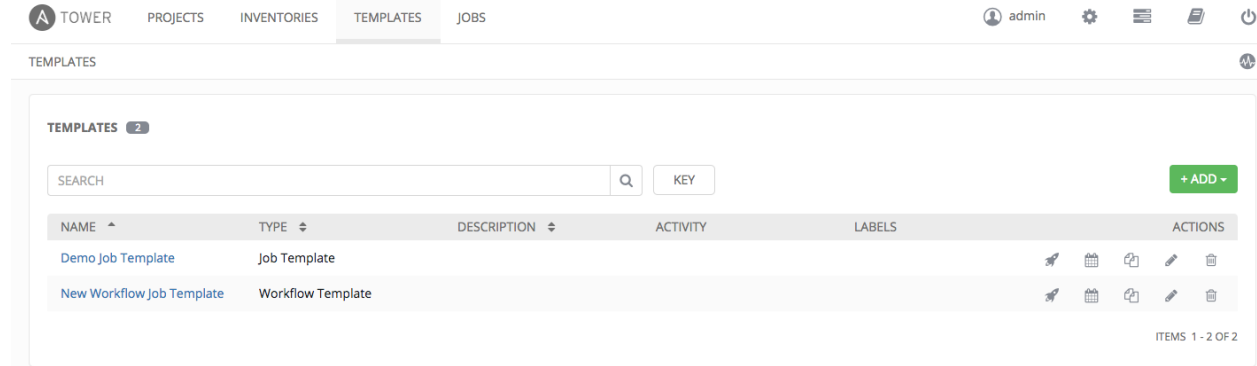 A TOWER PROJECTS INVENTORIES TEMPLATES JOBS admin
TEMPLATES
TEMPLATES 2
SEARCH KEY + ADD
NAME TYPE DESCRIPTION ACTIVITY LABELS ACTIONS
Demo Job Template Job Template
New Workflow Job Template Workflow Template
ITEMS 1 - 2 OF 2